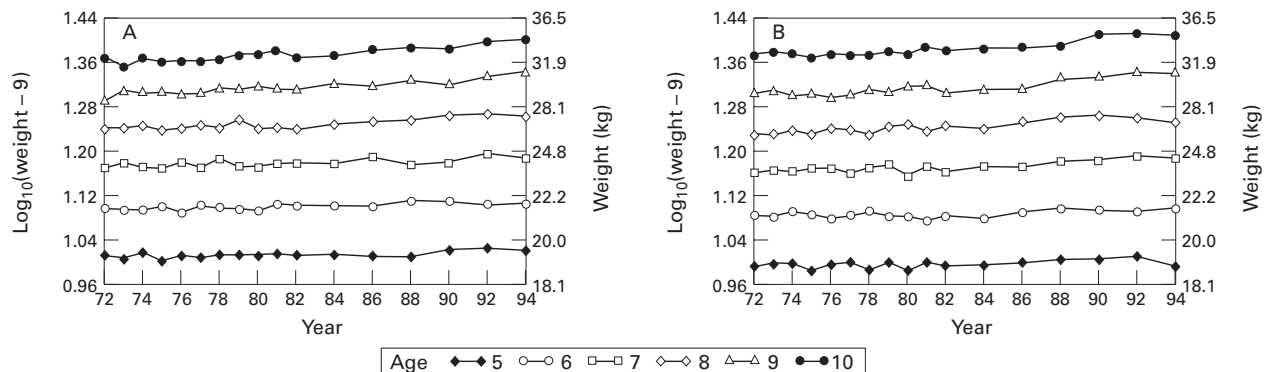 A
1.44
1.36
1.28
1.20
1.12
1.04
0.96
Log10(weight – 9)
36.5
31.9
28.1
24.8
22.2
20.0
18.1
Weight (kg)
72 74 76 78 80 82 84 86 88 90 92 94
Year
B
1.44
1.36
1.28
1.20
1.12
1.04
0.96
Log10(weight – 9)
36.5
31.9
28.1
24.8
22.2
20.0
18.1
Weight (kg)
72 74 76 78 80 82 84 86 88 90 92 94
Year
Age 5 6 7 8 9 10